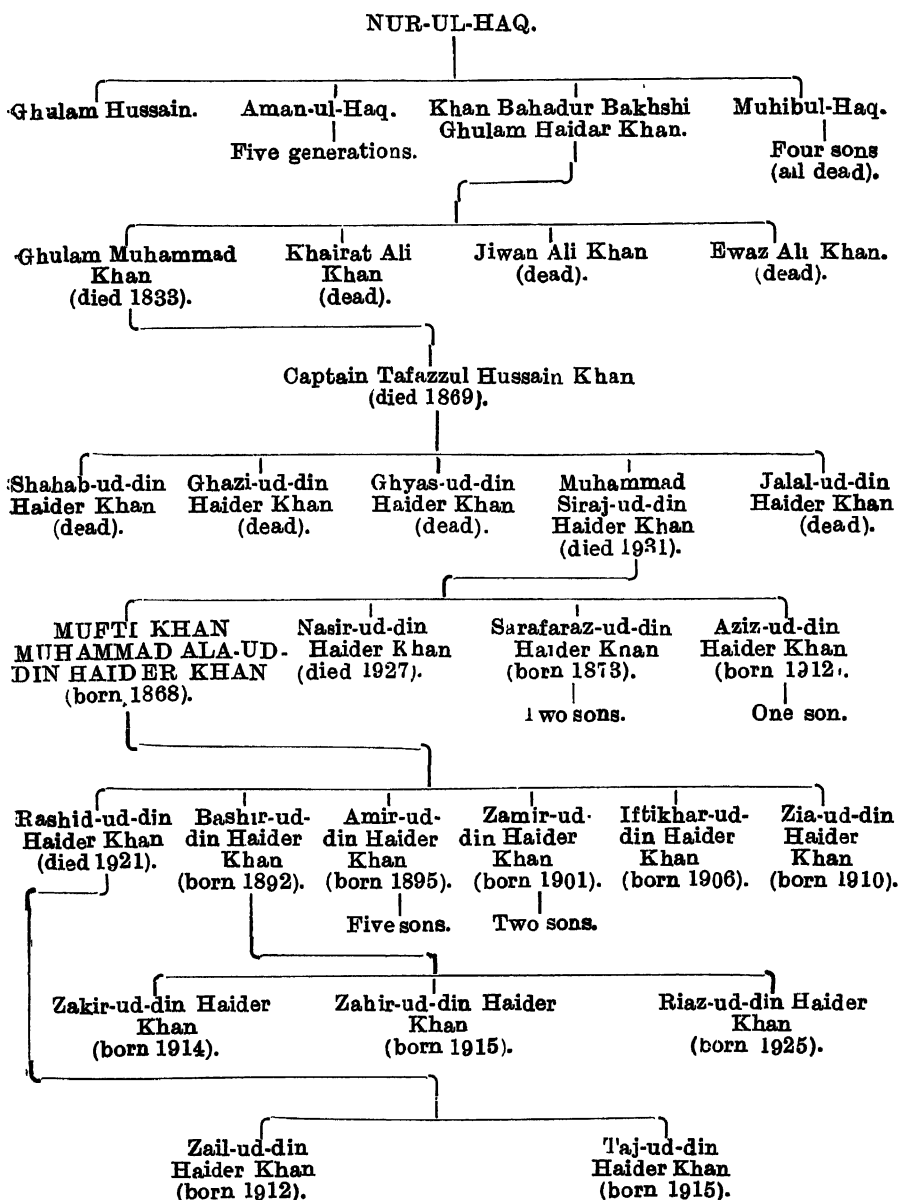 NUR-UL-HAQ.
Ghulam Hussain.
Aman-ul-Haq.
Five generations.
Khan Bahadur Bakhshi
Ghulam Haidar Khan.
Muhibul-Haq.
Four sons
(all dead).
Ghulam Muhammad
Khan
(died 1833).
Khairat Ali
Khan
(dead).
Jiwan Ali Khan
(dead).
Ewaz Ali Khan.
(dead).
Captain Tafazzul Hussain Khan
(died 1869).
Shahab-ud-din
Haider Khan
(dead).
Ghazi-ud-din
Haider Khan
(dead).
Ghyas-ud-din
Haider Khan
(dead).
Muhammad
Siraj-ud-din
Haider Khan
(died 1931).
Jalal-ud-din
Haider Khan
(dead).
MUFTI KHAN
MUHAMMAD ALA-UD-
DIN HAIDER KHAN
(born 1868).
Nasir-ud-din
Haider Khan
(died 1927).
Sarafaraz-ud-din
Haider Khan
(born 1873).
Two sons.
Aziz-ud-din
Haider Khan
(born 1912).
One son.
Rashid-ud-din
Haider Khan
(died 1921).
Bashir-ud-
din Haider
Khan
(born 1892).
Amir-ud-
din Haider
Khan
(born 1895).
Five sons.
Zamir-ud-
din Haider
Khan
(born 1901).
Two sons.
Iftikhar-ud-
din Haider
Khan
(born 1906).
Zia-ud-din
Haider
Khan
(born 1910).
Zakir-ud-din Haider
Khan
(born 1914).
Zahir-ud-din Haider
Khan
(born 1915).
Riaz-ud-din Haider
Khan
(born 1925).
Zail-ud-din
Haider Khan
(born 1912).
Taj-ud-din
Haider Khan
(born 1915).